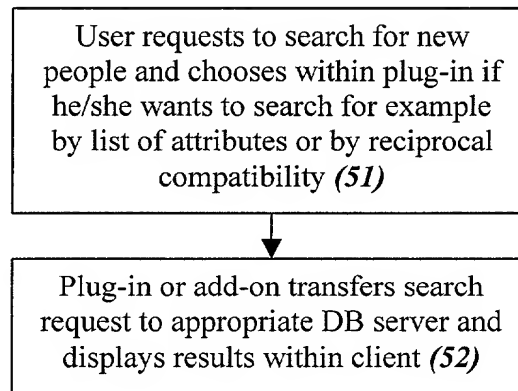 User requests to search for new
people and chooses within plug-in if
he/she wants to search for example
by list of attributes or by reciprocal
compatibility (51)
Plug-in or add-on transfers search
request to appropriate DB server and
displays results within client (52)